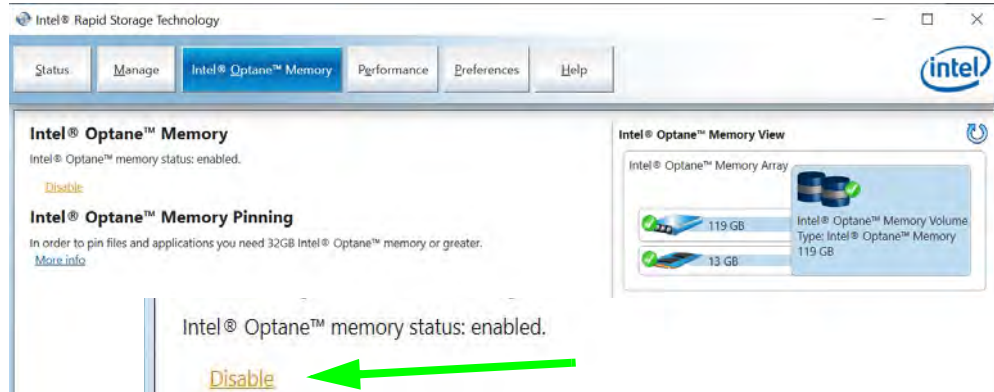 Intel® Rapid Storage Technology
Status Manage Intel® Optane™ Memory Performance Preferences Help
intel
Intel® Optane™ Memory
Intel® Optane™ memory status: enabled.
Disable
Intel® Optane™ Memory Pinning
In order to pin files and applications you need 32GB Intel® Optane™ memory or greater.
More info
Intel® Optane™ Memory View
Intel® Optane™ Memory Array
119 GB
13 GB
Intel® Optane™ Memory Volume
Type: Intel® Optane™ Memory
119 GB
Intel® Optane™ memory status: enabled.
Disable